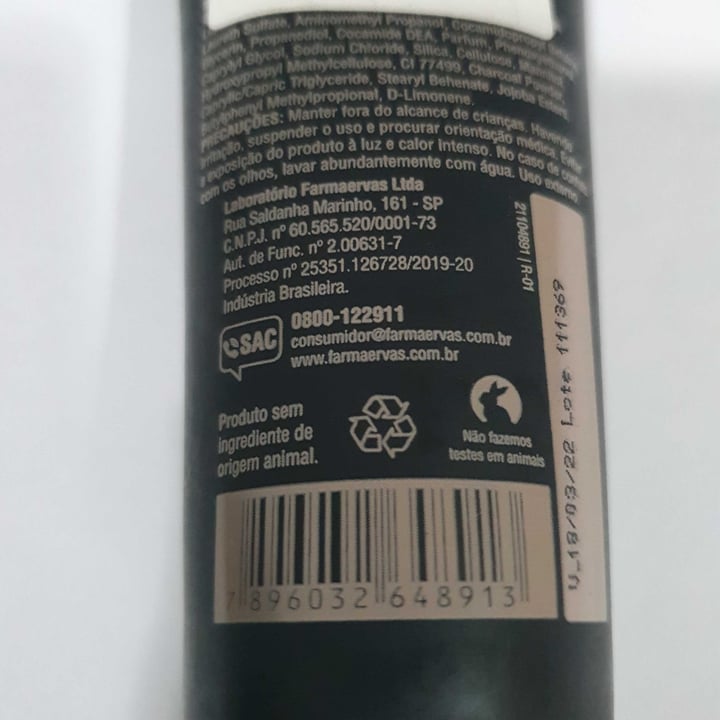 Laureth Sulfate, Aminomethyl Propanol, Cocamidopropyl
Glycerin, Propanediol, Cocamide DEA, Parfum,
Caprylyl Glycol, Sodium Chloride, Silica, Cellulose,
Hydroxypropyl Methylcellulose, CI 77499, Charcoal Powder,
Caprylic/Capric Triglyceride, Stearyl Behenate, Jojoba Esters,
Butylphenyl Methylpropional, D-Limonene.
PRECAUÇÕES: Manter fora do alcance de crianças. Havendo
irritação, suspender o uso e procurar orientação médica. Evitar
a exposição do produto à luz e calor intenso. No caso de
com os olhos, lavar abundantemente com água. Uso externo
Laboratório Farmaervas Ltda
Rua Saldanha Marinho, 161 - SP
C.N.P.J. nº 60.565.520/0001-73
Aut. de Func. nº 2.00631-7
Processo nº 25351.126728/2019-20
Indústria Brasileira.
21104891 | R-01
SAC
0800-122911
consumidor@farmaervas.com.br
www.farmaervas.com.br
Produto sem
ingrediente de
origem animal.
Não fazemos
testes em animais
7 896032 648913
V 18/03/22 Lote 111369